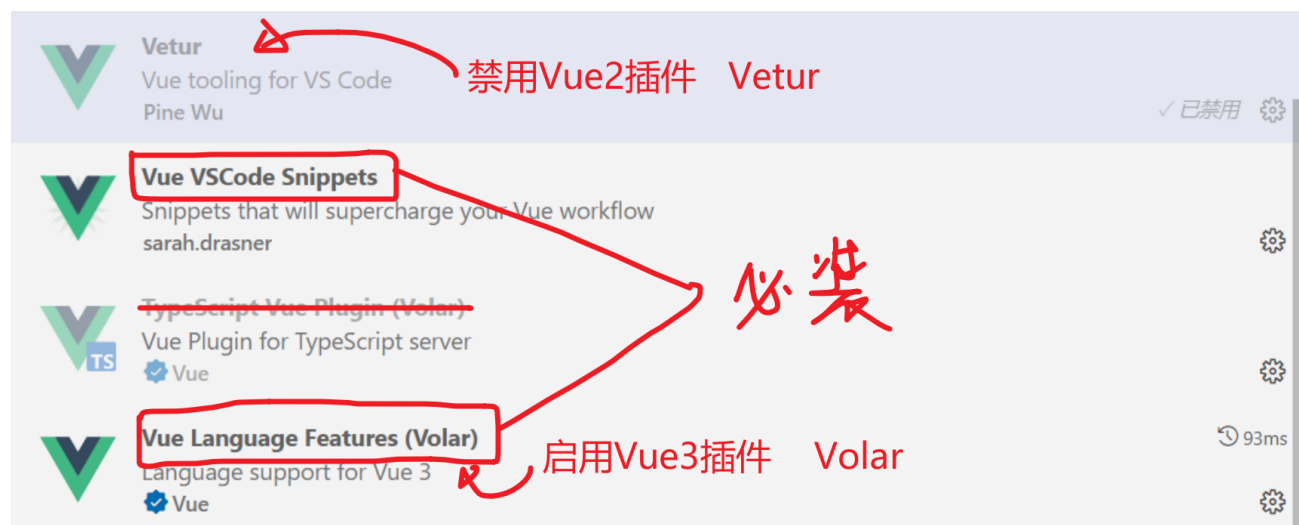 Vetur
Vue tooling for VS Code
禁用Vue2插件 Vetur
Pine Wu
✓ 已禁用
Vue VSCode Snippets
Snippets that will supercharge your Vue workflow
sarah.drasner
必装
TypeScript Vue Plugin (Volar)
Vue Plugin for TypeScript server
TS
Vue
Vue Language Features (Volar)
93ms
启用Vue3插件 Volar
Language support for Vue 3
Vue